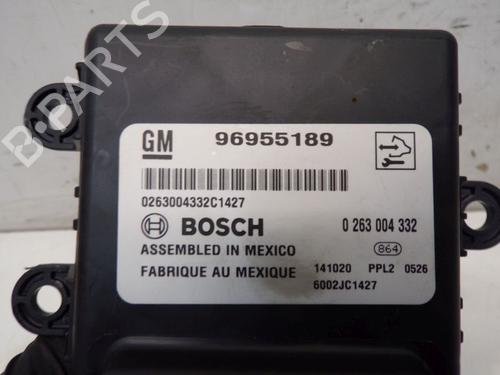 B-PARTS
GM 96955189
0263004332C1427
BOSCH 0 263 004 332
ASSEMBLED IN MEXICO 864
FABRIQUE AU MEXIQUE 141020 PPL2 0526
6002JC1427